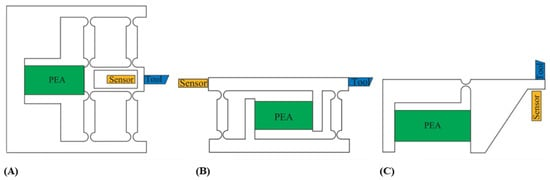 PEA
Sensor
Tool
(A)
Sensor
Tool
PEA
(B)
Tool
Sensor
PEA
(C)